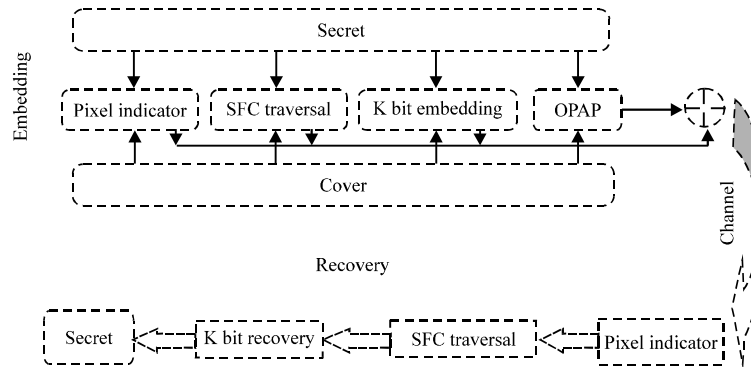 Secret
Embedding
Pixel indicator
SFC traversal
K bit embedding
OPAP
Cover
Channel
Recovery
Secret
K bit recovery
SFC traversal
Pixel indicator